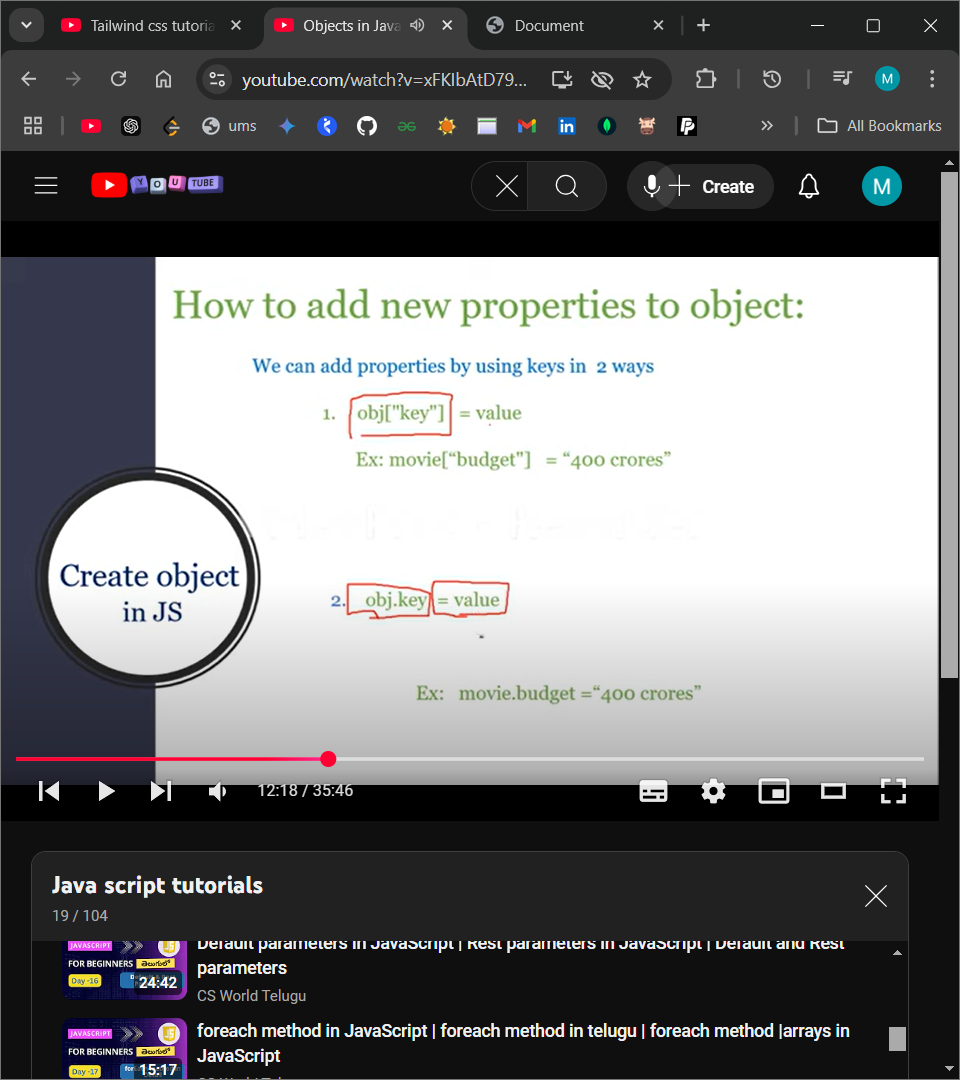 Tailwind css tutoria
Objects in Java
Document
youtube.com/watch?v=xFKIbAtD79...
ums
All Bookmarks
YOUTUBE
Create
M
How to add new properties to object:
We can add properties by using keys in 2 ways
1. obj["key"] = value
Ex: movie[“budget”] = “400 crores”
Create object
in JS
2. obj.key = value
Ex: movie.budget =“400 crores”
12:18 / 35:46
Java script tutorials
19 / 104
JAVASCRIPT
FOR BEGINNERS తెలుగులో
Day -16
24:42
Default parameters in JavaScript | Rest parameters in JavaScript | Default and Rest
parameters
CS World Telugu
JAVASCRIPT
FOR BEGINNERS తెలుగులో
Day -17
15:17
foreach method in JavaScript | foreach method in telugu | foreach method |arrays in
JavaScript